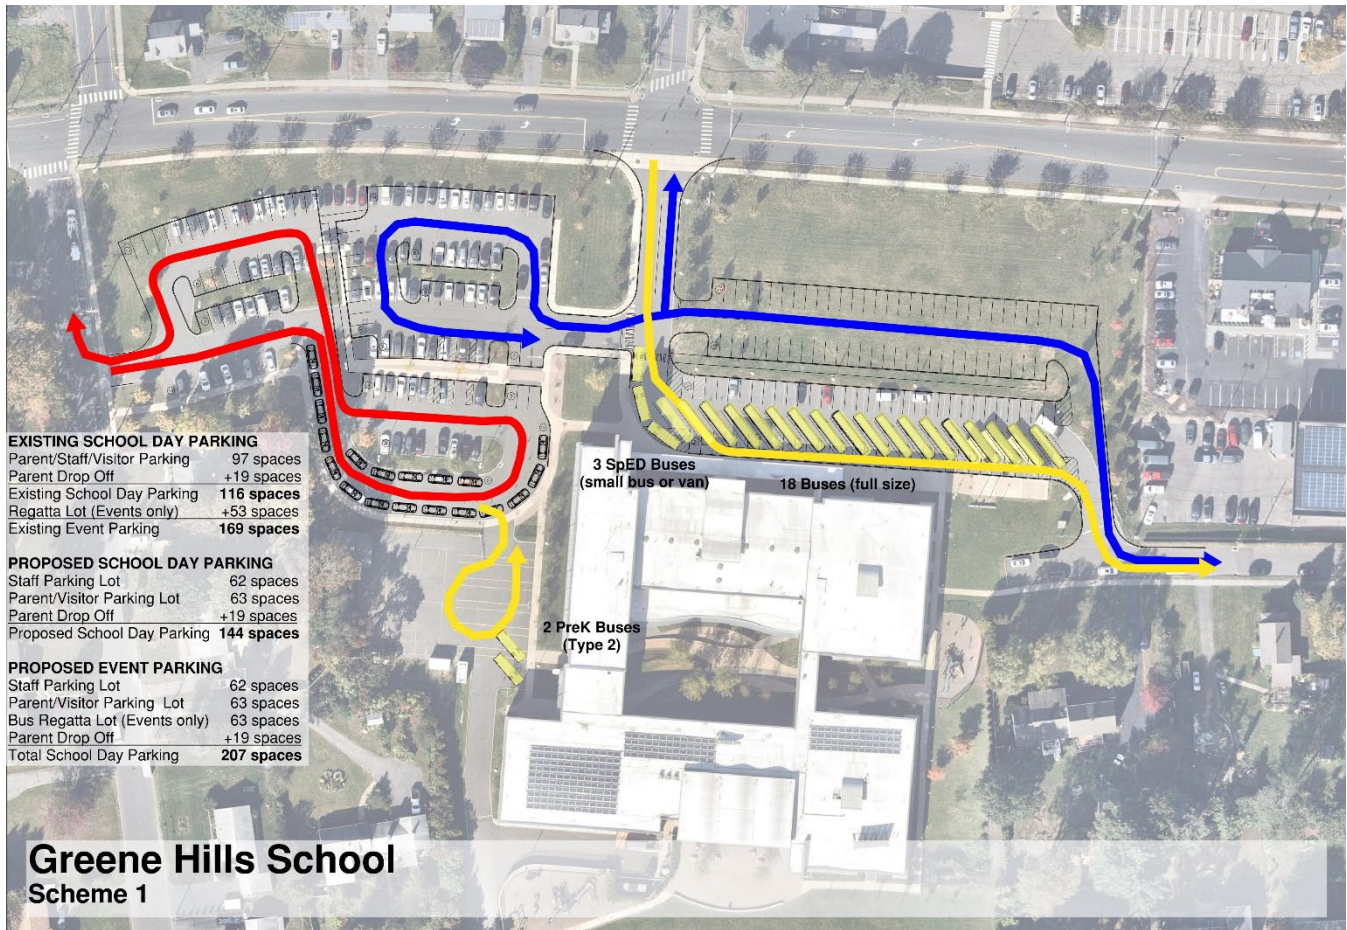 EXISTING SCHOOL DAY PARKING
Parent/Staff/Visitor Parking 97 spaces
Parent Drop Off +19 spaces
Existing School Day Parking 116 spaces
Regatta Lot (Events only) +53 spaces
Existing Event Parking 169 spaces
PROPOSED SCHOOL DAY PARKING
Staff Parking Lot 62 spaces
Parent/Visitor Parking Lot 63 spaces
Parent Drop Off +19 spaces
Proposed School Day Parking 144 spaces
PROPOSED EVENT PARKING
Staff Parking Lot 62 spaces
Parent/Visitor Parking Lot 63 spaces
Bus Regatta Lot (Events only) 63 spaces
Parent Drop Off +19 spaces
Total School Day Parking 207 spaces
3 SpED Buses
(small bus or van)
18 Buses (full size)
2 PreK Buses
(Type 2)
Greene Hills School
Scheme 1